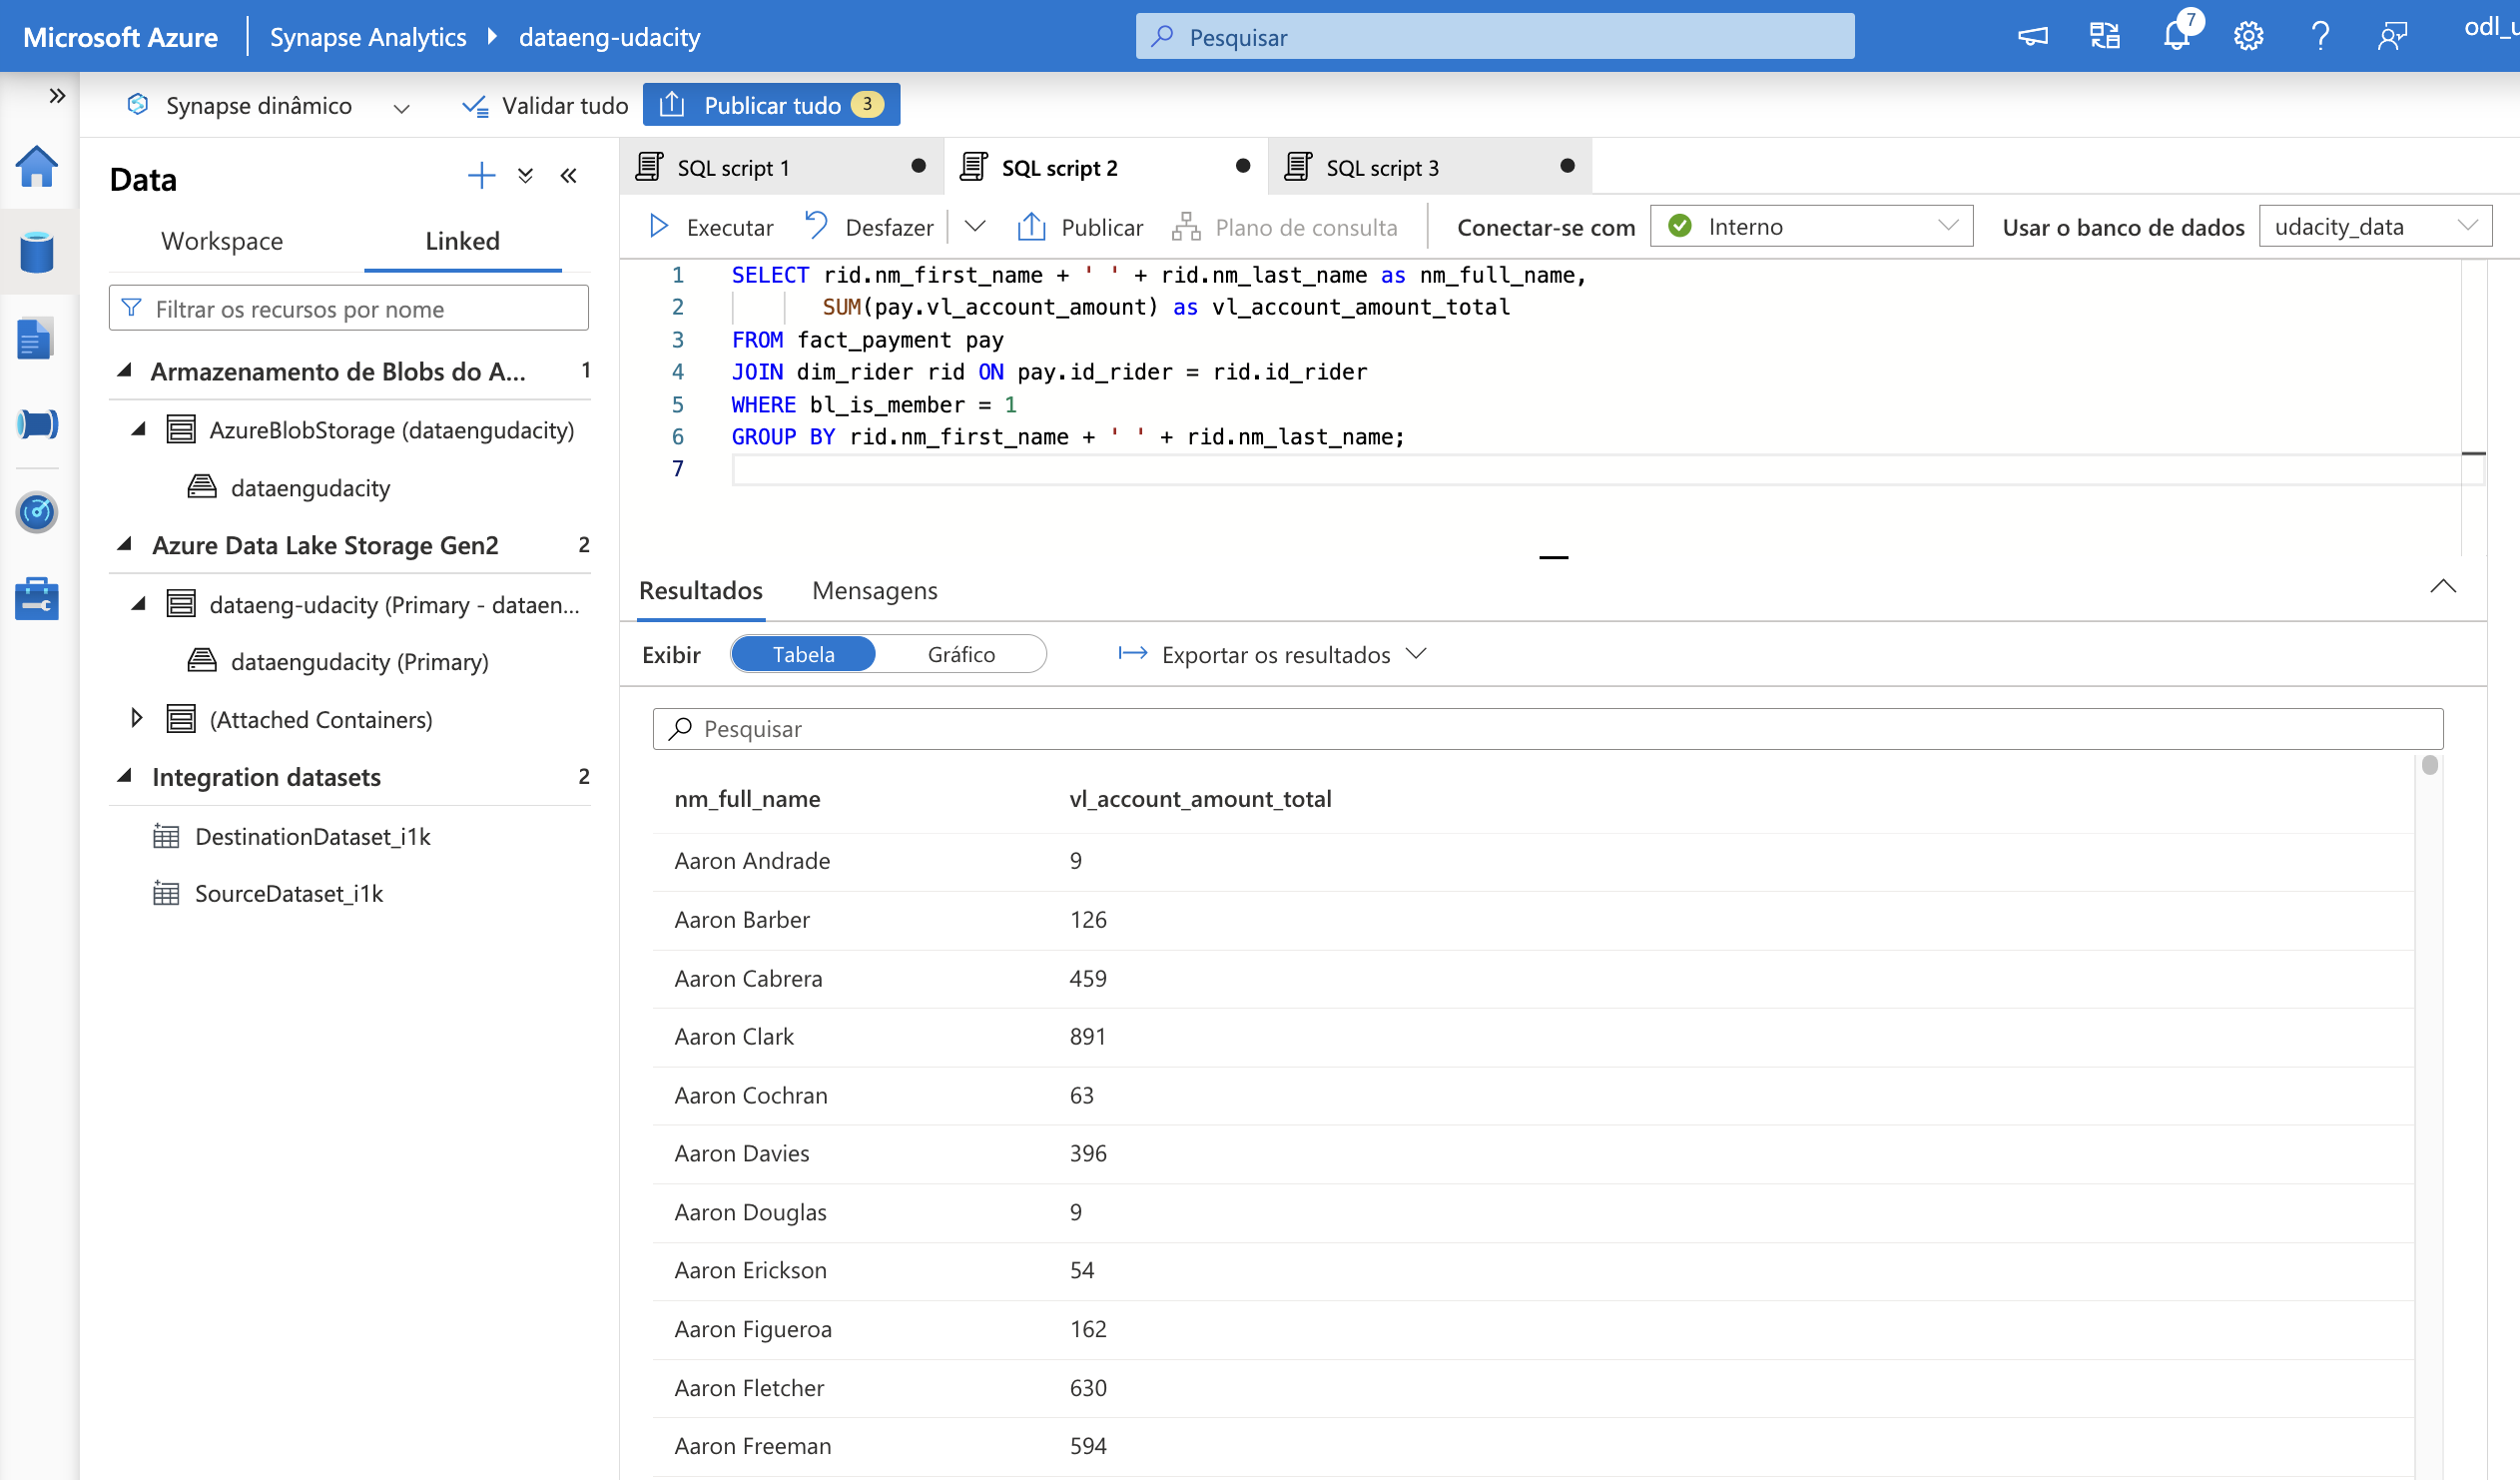 Microsoft Azure Synapse Analytics dataeng-udacity Pesquisar 7 odl_u
Synapse dinâmico Validar tudo Publicar tudo 3
Data
Workspace Linked
Filtrar os recursos por nome
Armazenamento de Blobs do A... 1
AzureBlobStorage (dataengudacity)
dataengudacity
Azure Data Lake Storage Gen2 2
dataeng-udacity (Primary - dataen...
dataengudacity (Primary)
(Attached Containers)
Integration datasets 2
DestinationDataset_i1k
SourceDataset_i1k
SQL script 1 SQL script 2 SQL script 3
Executar Desfazer Publicar Plano de consulta Conectar-se com Interno Usar o banco de dados udacity_data
1 SELECT rid.nm_first_name + ' ' + rid.nm_last_name as nm_full_name,
2 SUM(pay.vl_account_amount) as vl_account_amount_total
3 FROM fact_payment pay
4 JOIN dim_rider rid ON pay.id_rider = rid.id_rider
5 WHERE bl_is_member = 1
6 GROUP BY rid.nm_first_name + ' ' + rid.nm_last_name;
7
Resultados Mensagens
Exibir Tabela Gráfico Exportar os resultados
Pesquisar
nm_full_name vl_account_amount_total
Aaron Andrade 9
Aaron Barber 126
Aaron Cabrera 459
Aaron Clark 891
Aaron Cochran 63
Aaron Davies 396
Aaron Douglas 9
Aaron Erickson 54
Aaron Figueroa 162
Aaron Fletcher 630
Aaron Freeman 594